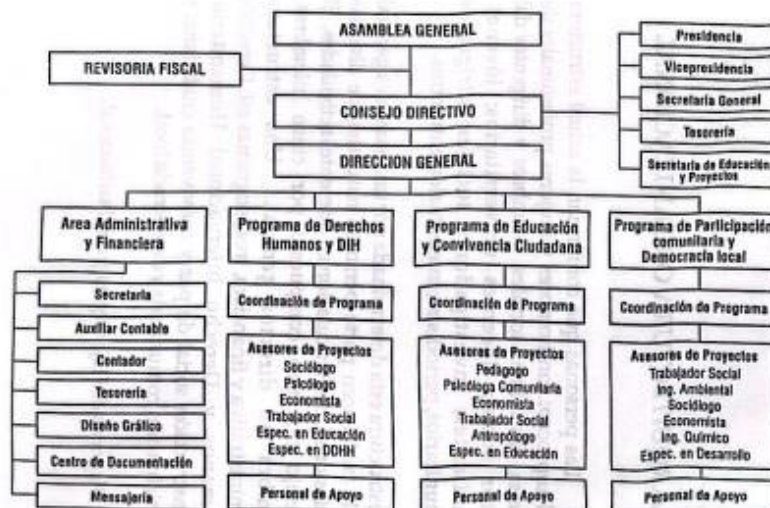 ASAMBLEA GENERAL
REVISORIA FISCAL
CONSEJO DIRECTIVO
DIRECCION GENERAL
Presidencia
Vicepresidencia
Secretaria General
Tesorería
Secretaria de Educación
y Proyectos
Area Administrativa
y Financiera
Secretaria
Auxiliar Contable
Contador
Tesorería
Diseño Gráfico
Centro de Documentación
Mensajería
Programa de Derechos
Humanos y DIH
Coordinación de Programa
Asesores de Proyectos
Sociólogo
Psicólogo
Economista
Trabajador Social
Espec. en Educación
Espec. en DDHH
Personal de Apoyo
Programa de Educación
y Convivencia Ciudadana
Coordinación de Programa
Asesores de Proyectos
Pedagogo
Psicóloga Comunitaria
Economista
Trabajador Social
Antropólogo
Espec. en Educación
Personal de Apoyo
Programa de Participación
comunitaria y
Democracia local
Coordinación de Programa
Asesores de Proyectos
Trabajador Social
Ing. Ambiental
Sociólogo
Economista
Ing. Químico
Espec. en Desarrollo
Personal de Apoyo